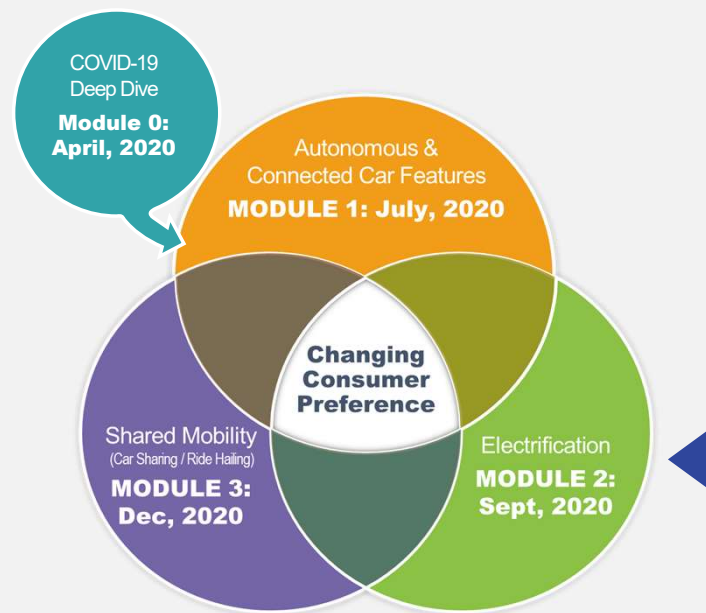 COVID-19
Deep Dive
Module 0:
April, 2020
Autonomous &
Connected Car Features
MODULE 1: July, 2020
Changing
Consumer
Preference
Shared Mobility
(Car Sharing / Ride Hailing)
MODULE 3:
Dec, 2020
Electrification
MODULE 2:
Sept, 2020